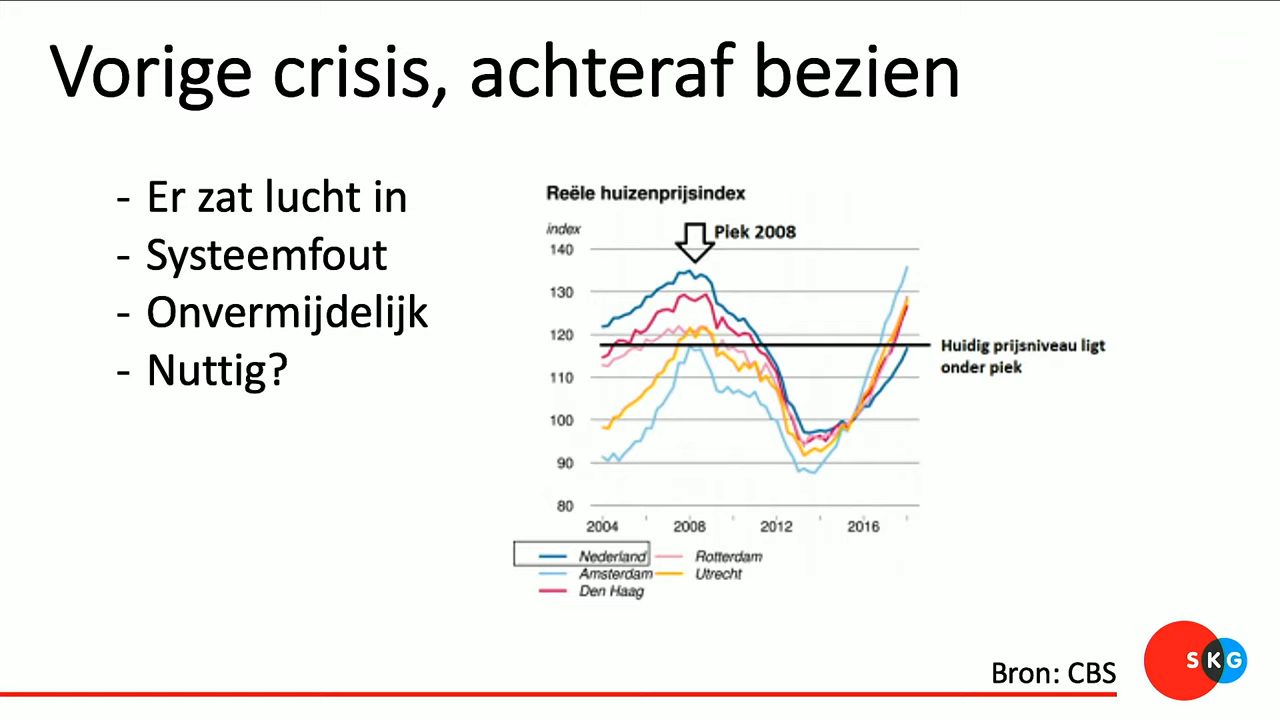 Vorige crisis, achteraf bezien
- Er zat lucht in
- Systeemfout
- Onvermijdelijk
- Nuttig?
Reële huizenprijsindex
index
Piek 2008
140
130
120
110
100
90
80
Huidig prijsniveau ligt
onder piek
2004 2008 2012 2016
Nederland Rotterdam
Amsterdam Utrecht
Den Haag
Bron: CBS
SKG